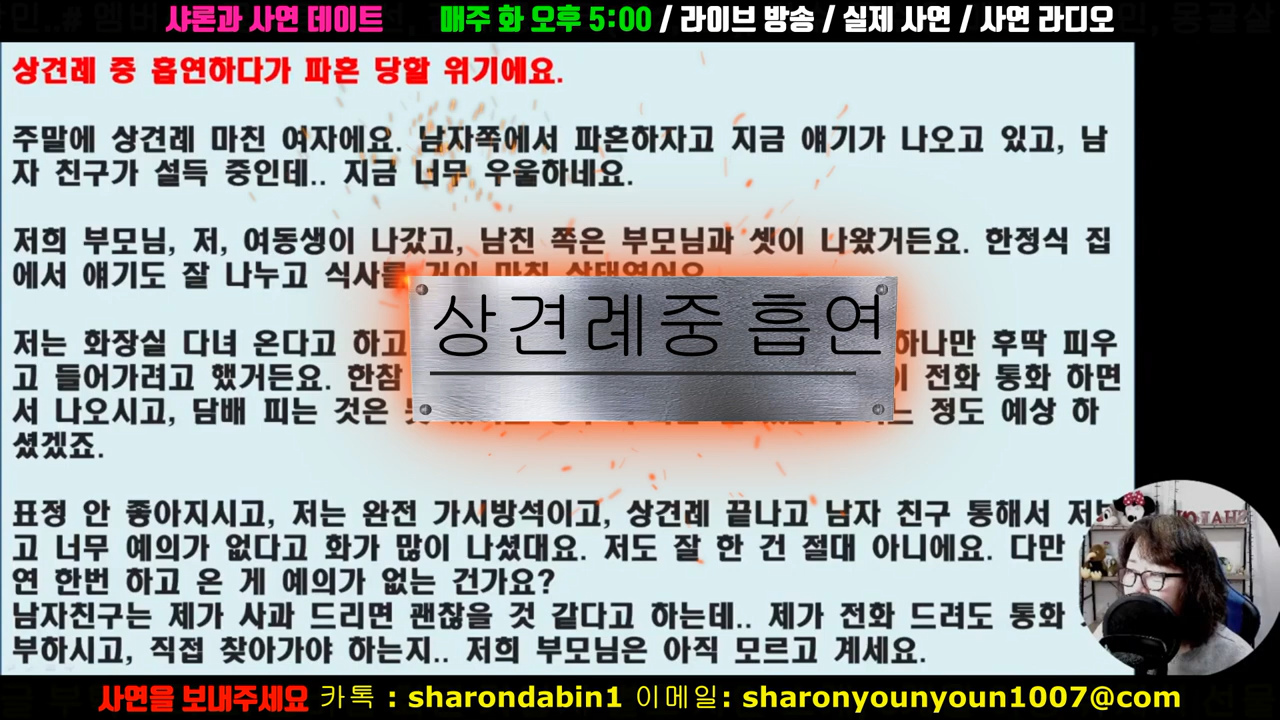 샤론과 사연 데이트 매주 화 오후 5:00 / 라이브 방송 / 실제 사연 / 사연 라디오
상견례 중 흡연하다가 파혼 당할 위기에요.
주말에 상견례 마친 여자에요. 남자쪽에서 파혼하자고 지금 얘기가 나오고 있고, 남
자 친구가 설득 중인데.. 지금 너무 우울하네요.
저희 부모님, 저, 여동생이 나갔고, 남친 쪽은 부모님과 셋이 나왔거든요. 한정식 집
에서 얘기도 잘 나누고 식사를 거의 마친 상태였어요
상견례중 흡연
저는 화장실 다녀 온다고 하고 하나만 후딱 피우
고 들어가려고 했거든요. 한참 전화 통화 하면
서 나오시고, 담배 피는 것은 정도 예상 하
셨겠죠.
표정 안 좋아지시고, 저는 완전 가시방석이고, 상견례 끝나고 남자 친구 통해서
고 너무 예의가 없다고 화가 많이 나셨대요. 저도 잘 한 건 절대 아니에요. 다만
연 한번 하고 온 게 예의가 없는 건가요?
남자친구는 제가 사과 드리면 괜찮을 것 같다고 하는데.. 제가 전화 드려도 통화
부하시고, 직접 찾아가야 하는지.. 저희 부모님은 아직 모르고 계세요.
사연을 보내주세요 카톡 : sharondabin1 이메일: sharonyounyoun1007@com